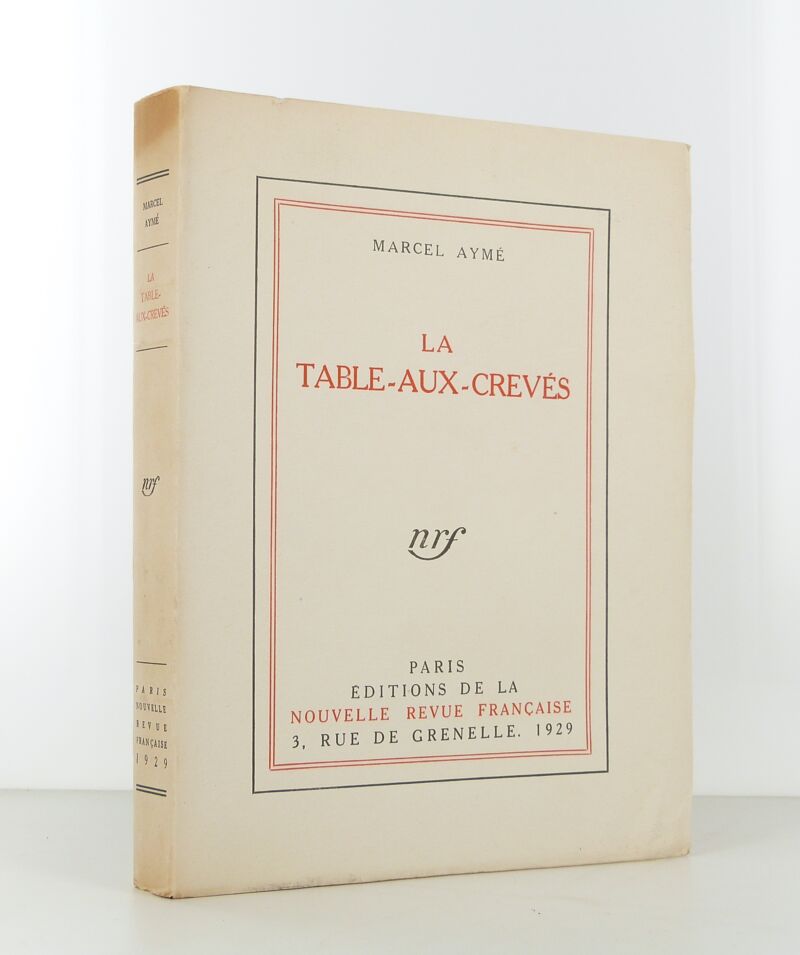 MARCEL
AYMÉ
LA
TABLE-
AUX-CREVÉS
nrf
PARIS
NOUVELLE
REVUE
FRANÇAISE
1929
MARCEL AYMÉ
LA
TABLE-AUX-CREVÉS
nrf
PARIS
ÉDITIONS DE LA
NOUVELLE REVUE FRANÇAISE
3, RUE DE GRENELLE. 1929